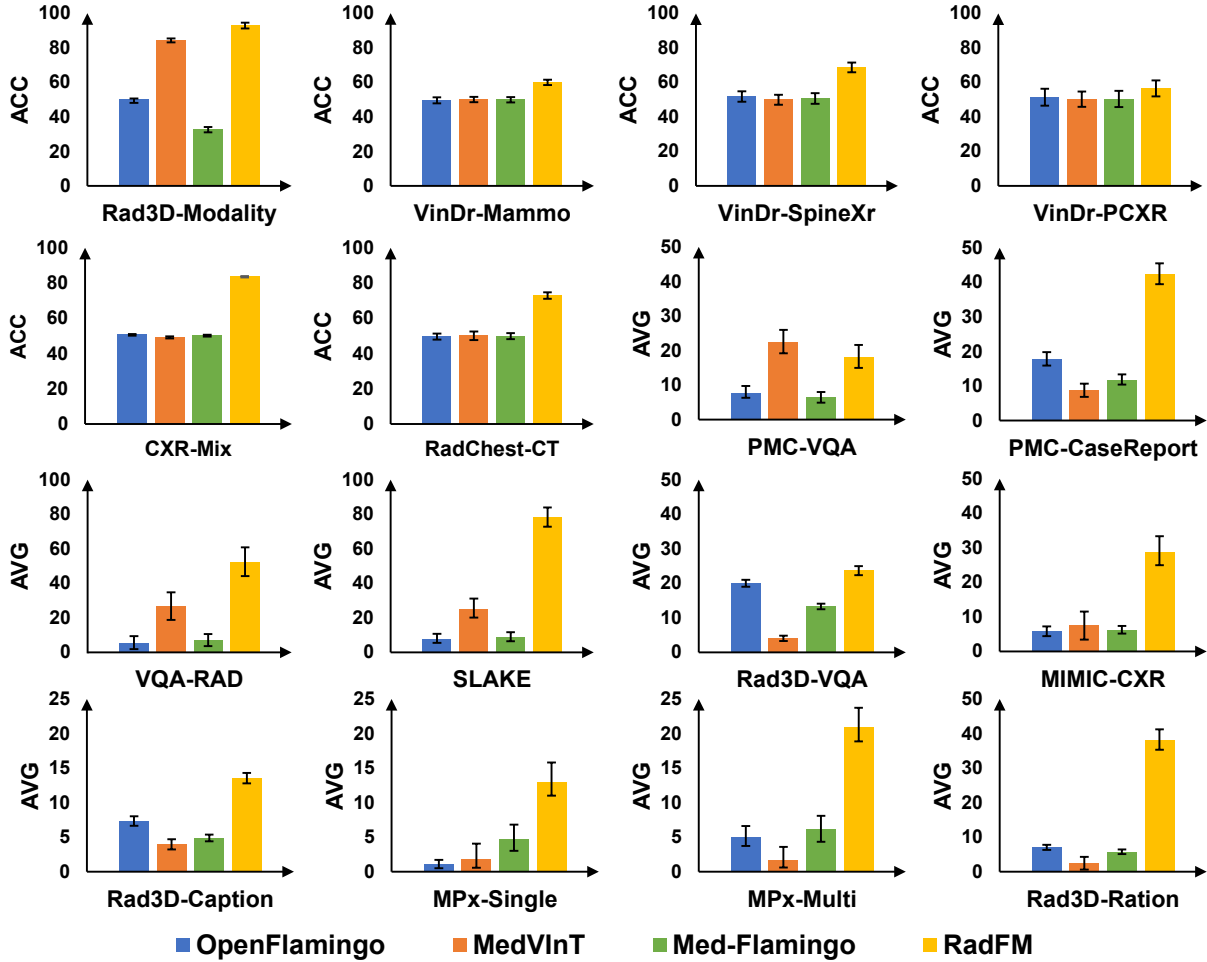 100
80
60
40
20
0
ACC
Rad3D-Modality
100
80
60
40
20
0
ACC
VinDr-Mammo
100
80
60
40
20
0
ACC
VinDr-SpineXr
100
80
60
40
20
0
ACC
VinDr-PCXR
100
80
60
40
20
0
ACC
CXR-Mix
100
80
60
40
20
0
ACC
RadChest-CT
50
40
30
20
10
0
AVG
PMC-VQA
50
40
30
20
10
0
AVG
PMC-CaseReport
100
80
60
40
20
0
AVG
VQA-RAD
100
80
60
40
20
0
AVG
SLAKE
50
40
30
20
10
0
AVG
Rad3D-VQA
50
40
30
20
10
0
AVG
MIMIC-CXR
25
20
15
10
5
0
AVG
Rad3D-Caption
25
20
15
10
5
0
AVG
MPx-Single
25
20
15
10
5
0
AVG
MPx-Multi
50
40
30
20
10
0
AVG
Rad3D-Ration
OpenFlamingo MedVInT Med-Flamingo RadFM